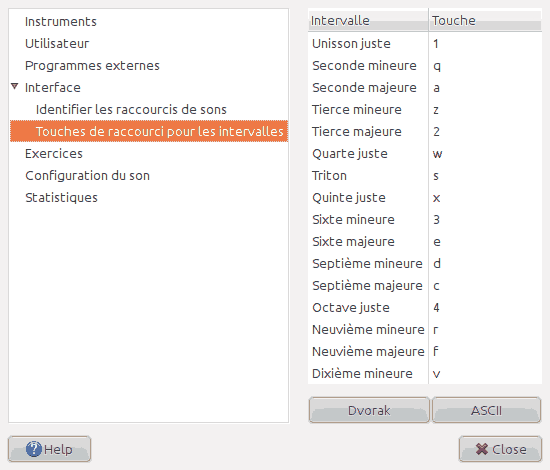 Instruments
Utilisateur
Programmes externes
Interface
Identifier les raccourcis de sons
Touches de raccourci pour les intervalles
Exercices
Configuration du son
Statistiques
Intervalle Touche
Unisson juste 1
Seconde mineure q
Seconde majeure a
Tierce mineure z
Tierce majeure 2
Quarte juste w
Triton s
Quinte juste x
Sixte mineure 3
Sixte majeure e
Septième mineure d
Septième majeure c
Octave juste 4
Neuvième mineure r
Neuvième majeure f
Dixième mineure v
Dvorak ASCII
Help Close